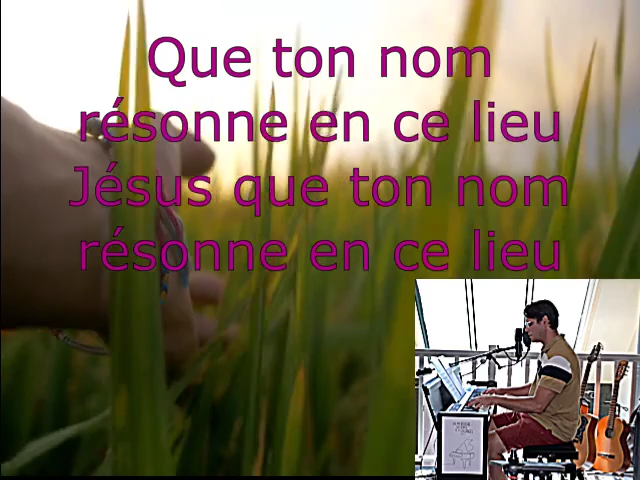 Que ton nom
résonne en ce lieu
Jésus que ton nom
résonne en ce lieu